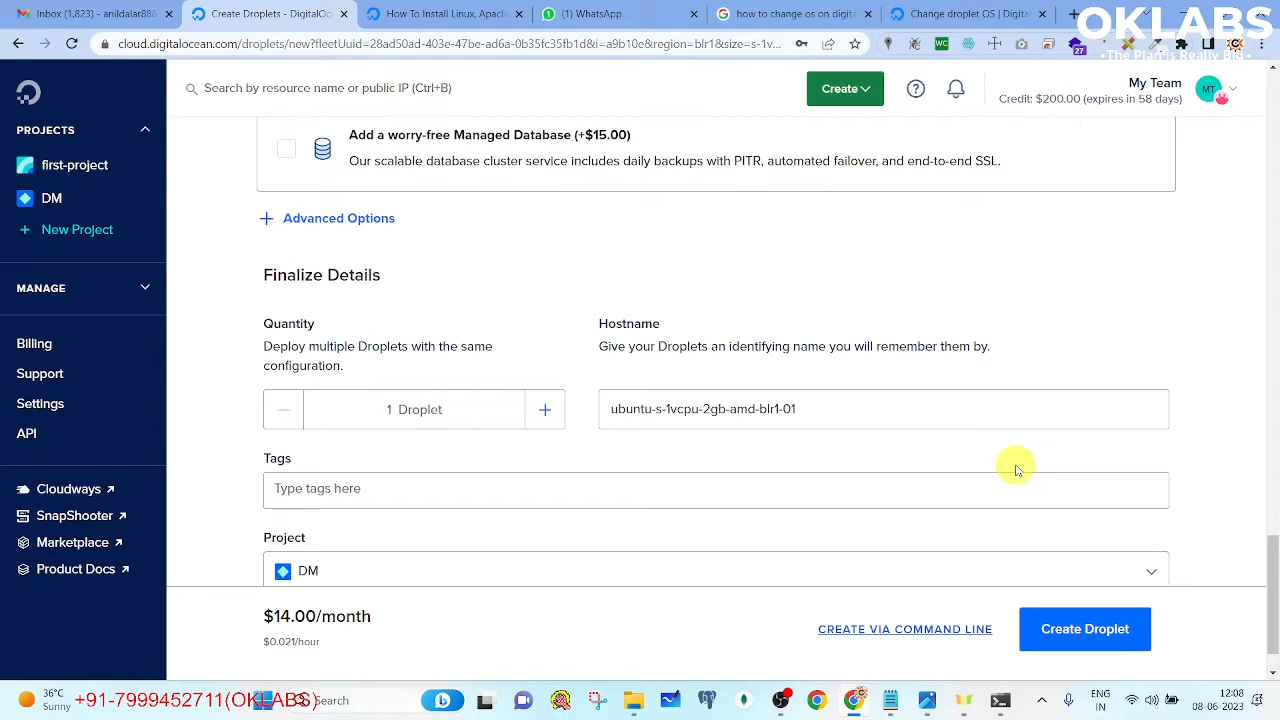 Inbox (1,823) - anildalar888
Create Droplets - DigitalOc
How To Install Linux, Apach
(1) WhatsApp
how to change os on digita
Change droplet OS | Digita
OKLABS
•The Plan is Really Big•
cloud.digitalocean.com/droplets/new?fleetUuid=28ad50ad-403e-47be-ad6a-0b35fc35fb1d&i=a9b10e&region=blr1&size=s-1v...
27
Search by resource name or public IP (Ctrl+B)
Create
My Team
Credit: $200.00 (expires in 58 days)
MT
PROJECTS
first-project
DM
+ New Project
MANAGE
Billing
Support
Settings
API
Cloudways ↗
SnapShooter ↗
Marketplace ↗
Product Docs ↗
Add a worry-free Managed Database (+$15.00)
Our scalable database cluster service includes daily backups with PITR, automated failover, and end-to-end SSL.
+ Advanced Options
Finalize Details
Quantity
Deploy multiple Droplets with the same
configuration.
1 Droplet
Hostname
Give your Droplets an identifying name you will remember them by.
ubuntu-s-1vcpu-2gb-amd-blr1-01
Tags
Type tags here
Project
DM
$14.00/month
$0.021/hour
CREATE VIA COMMAND LINE
Create Droplet
36°C
Sunny
+91-7999452711(OKLABS)
Search
ENG
IN
12:08
08-06-2023